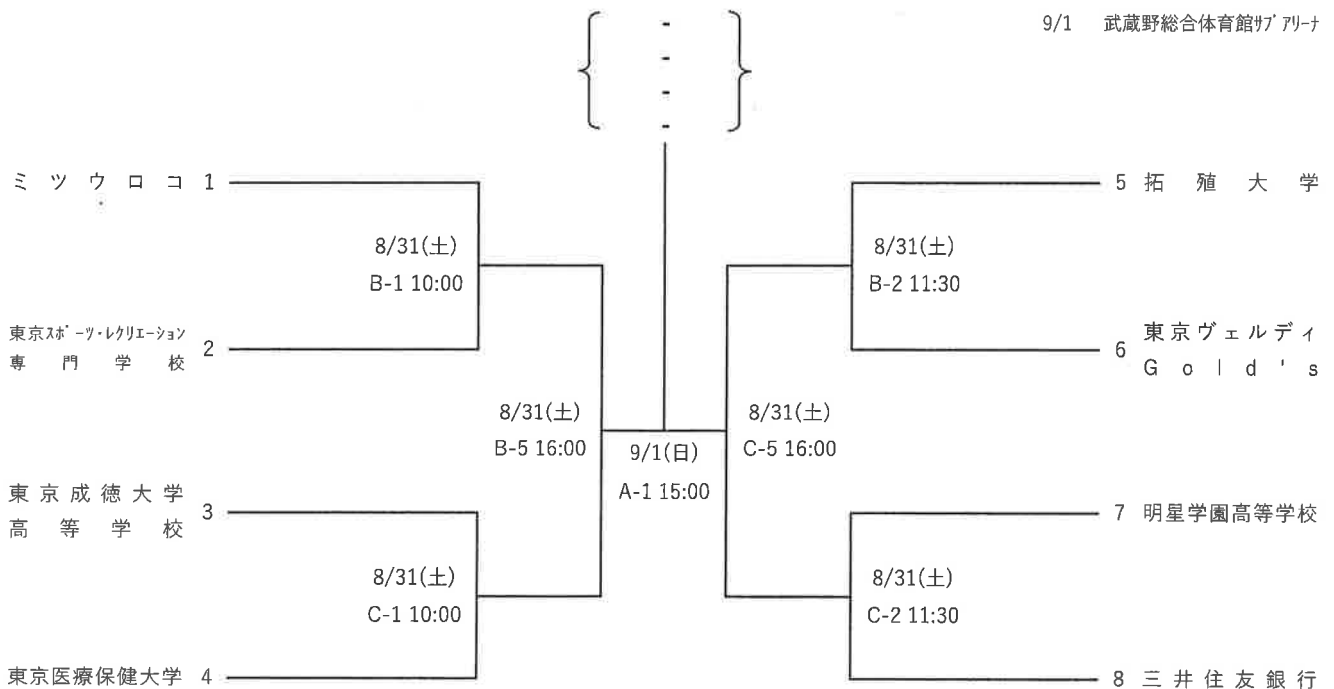 9/1 武蔵野総合体育館ｻﾌﾞｱﾘｰﾅ
-
-
-
-
ミツウロコ 1
8/31(土)
B-1 10:00
東京ｽﾎﾟｰﾂ・ﾚｸﾘｴｰｼｮﾝ
専門学校 2
8/31(土)
B-5 16:00
東京成徳大学
高等学校 3
8/31(土)
C-1 10:00
東京医療保健大学 4
9/1(日)
A-1 15:00
5 拓殖大学
8/31(土)
B-2 11:30
6 東京ヴェルディ
Gold's
8/31(土)
C-5 16:00
7 明星学園高等学校
8/31(土)
C-2 11:30
8 三井住友銀行